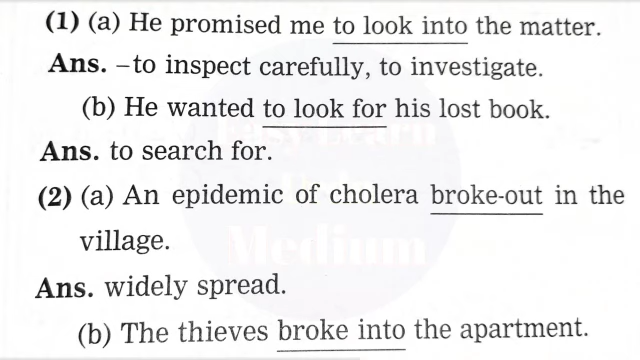 (1) (a) He promised me to look into the matter.
Ans. –to inspect carefully, to investigate.
(b) He wanted to look for his lost book.
Ans. to search for.
(2) (a) An epidemic of cholera broke-out in the
village.
Ans. widely spread.
(b) The thieves broke into the apartment.
Medium